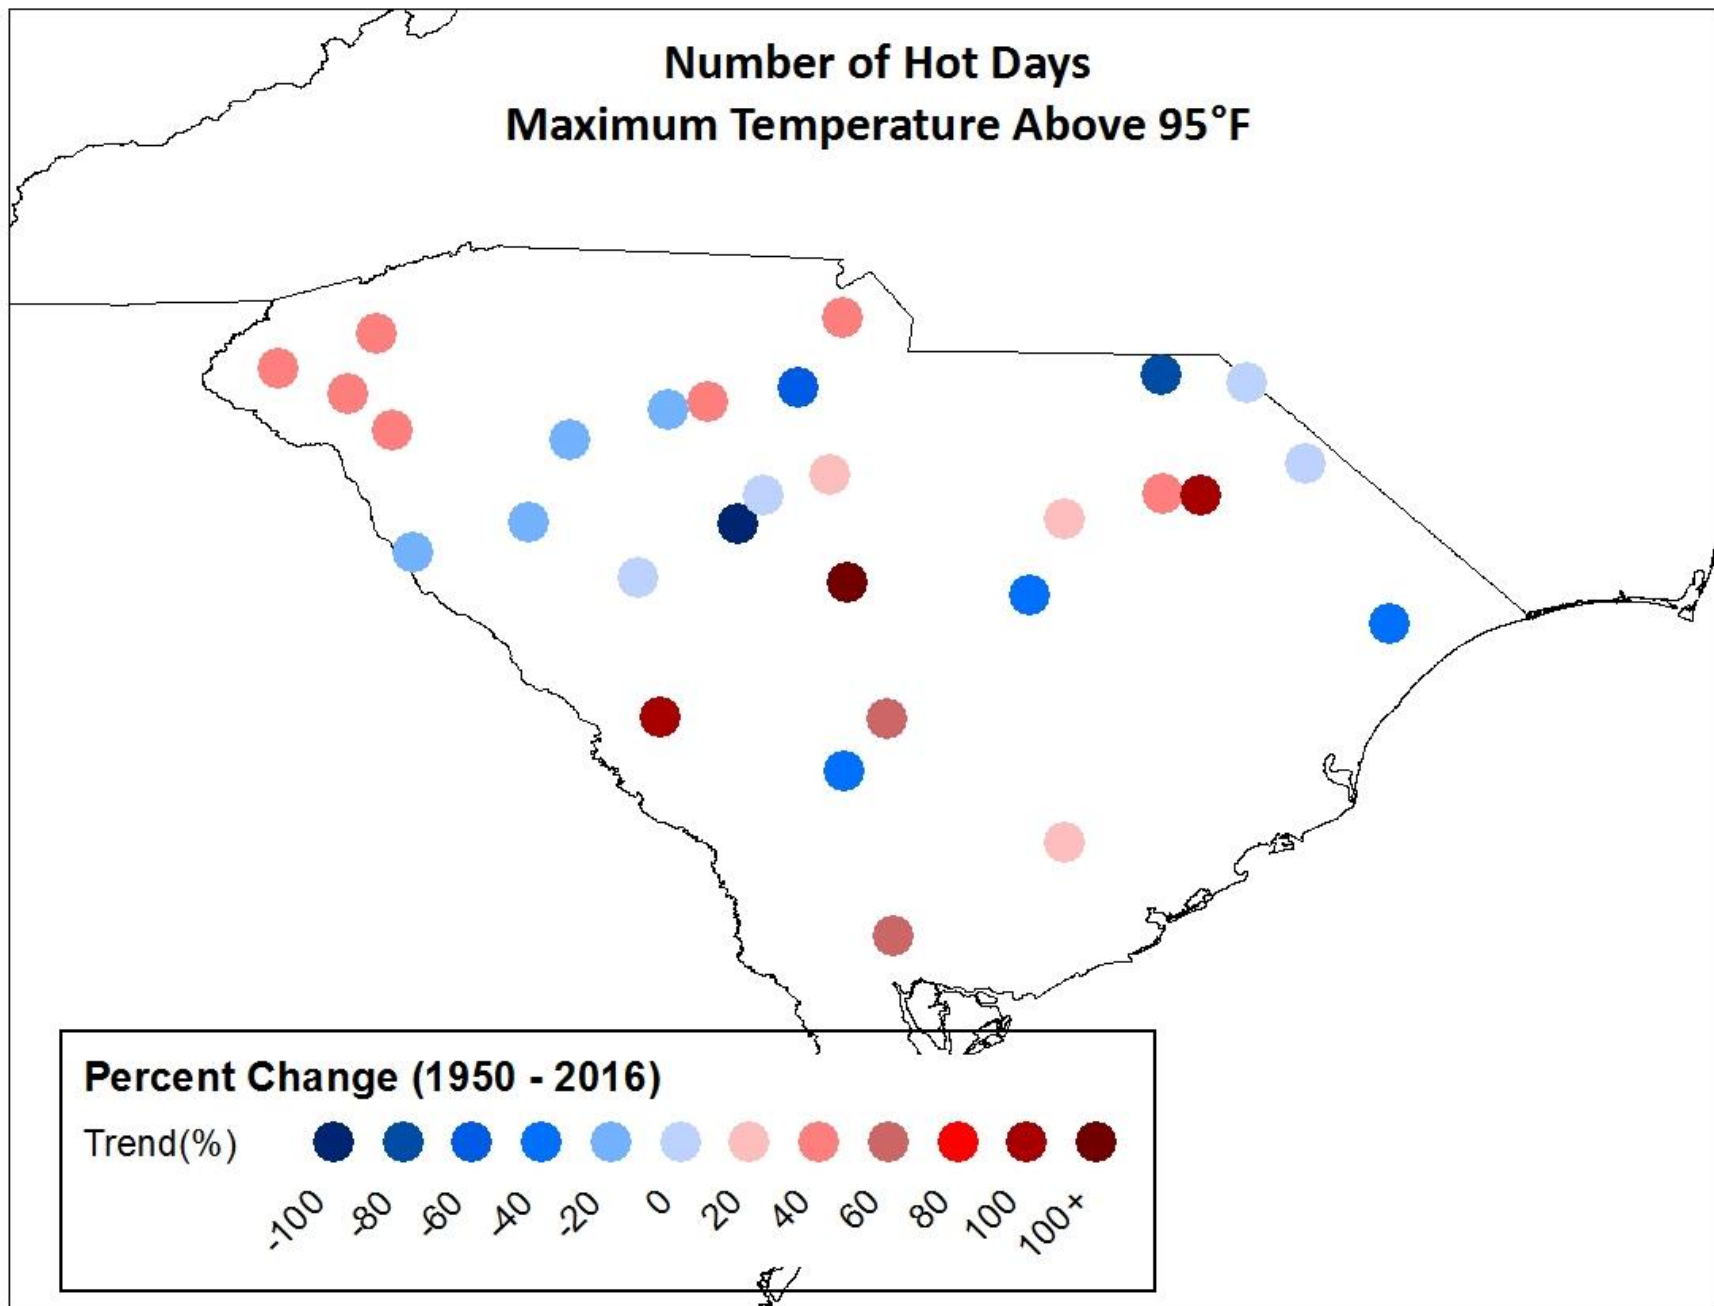 Number of Hot Days
Maximum Temperature Above 95°F
Percent Change (1950 - 2016)
Trend(%)
-100 -80 -60 -40 -20 0 20 40 60 80 100 100+